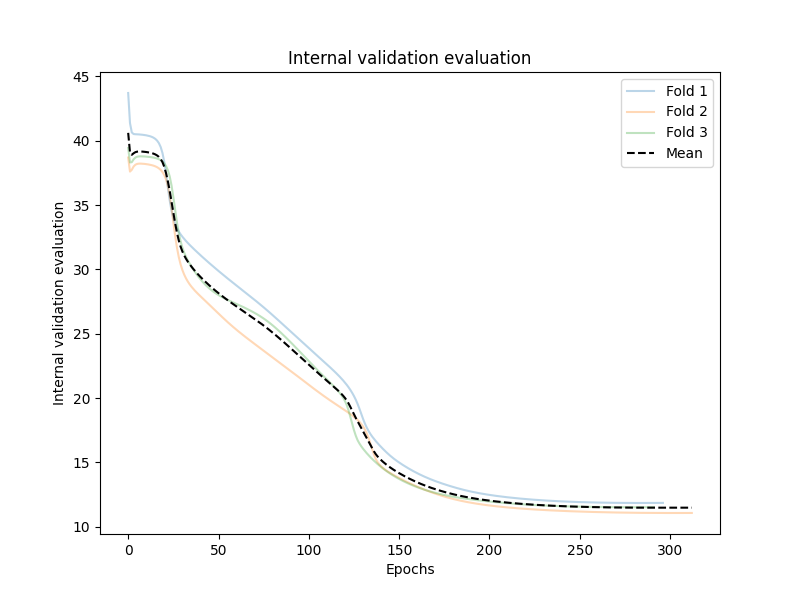 Internal validation evaluation
45
40
35
30
25
20
15
10
Internal validation evaluation
Fold 1
Fold 2
Fold 3
Mean
0 50 100 150 200 250 300
Epochs